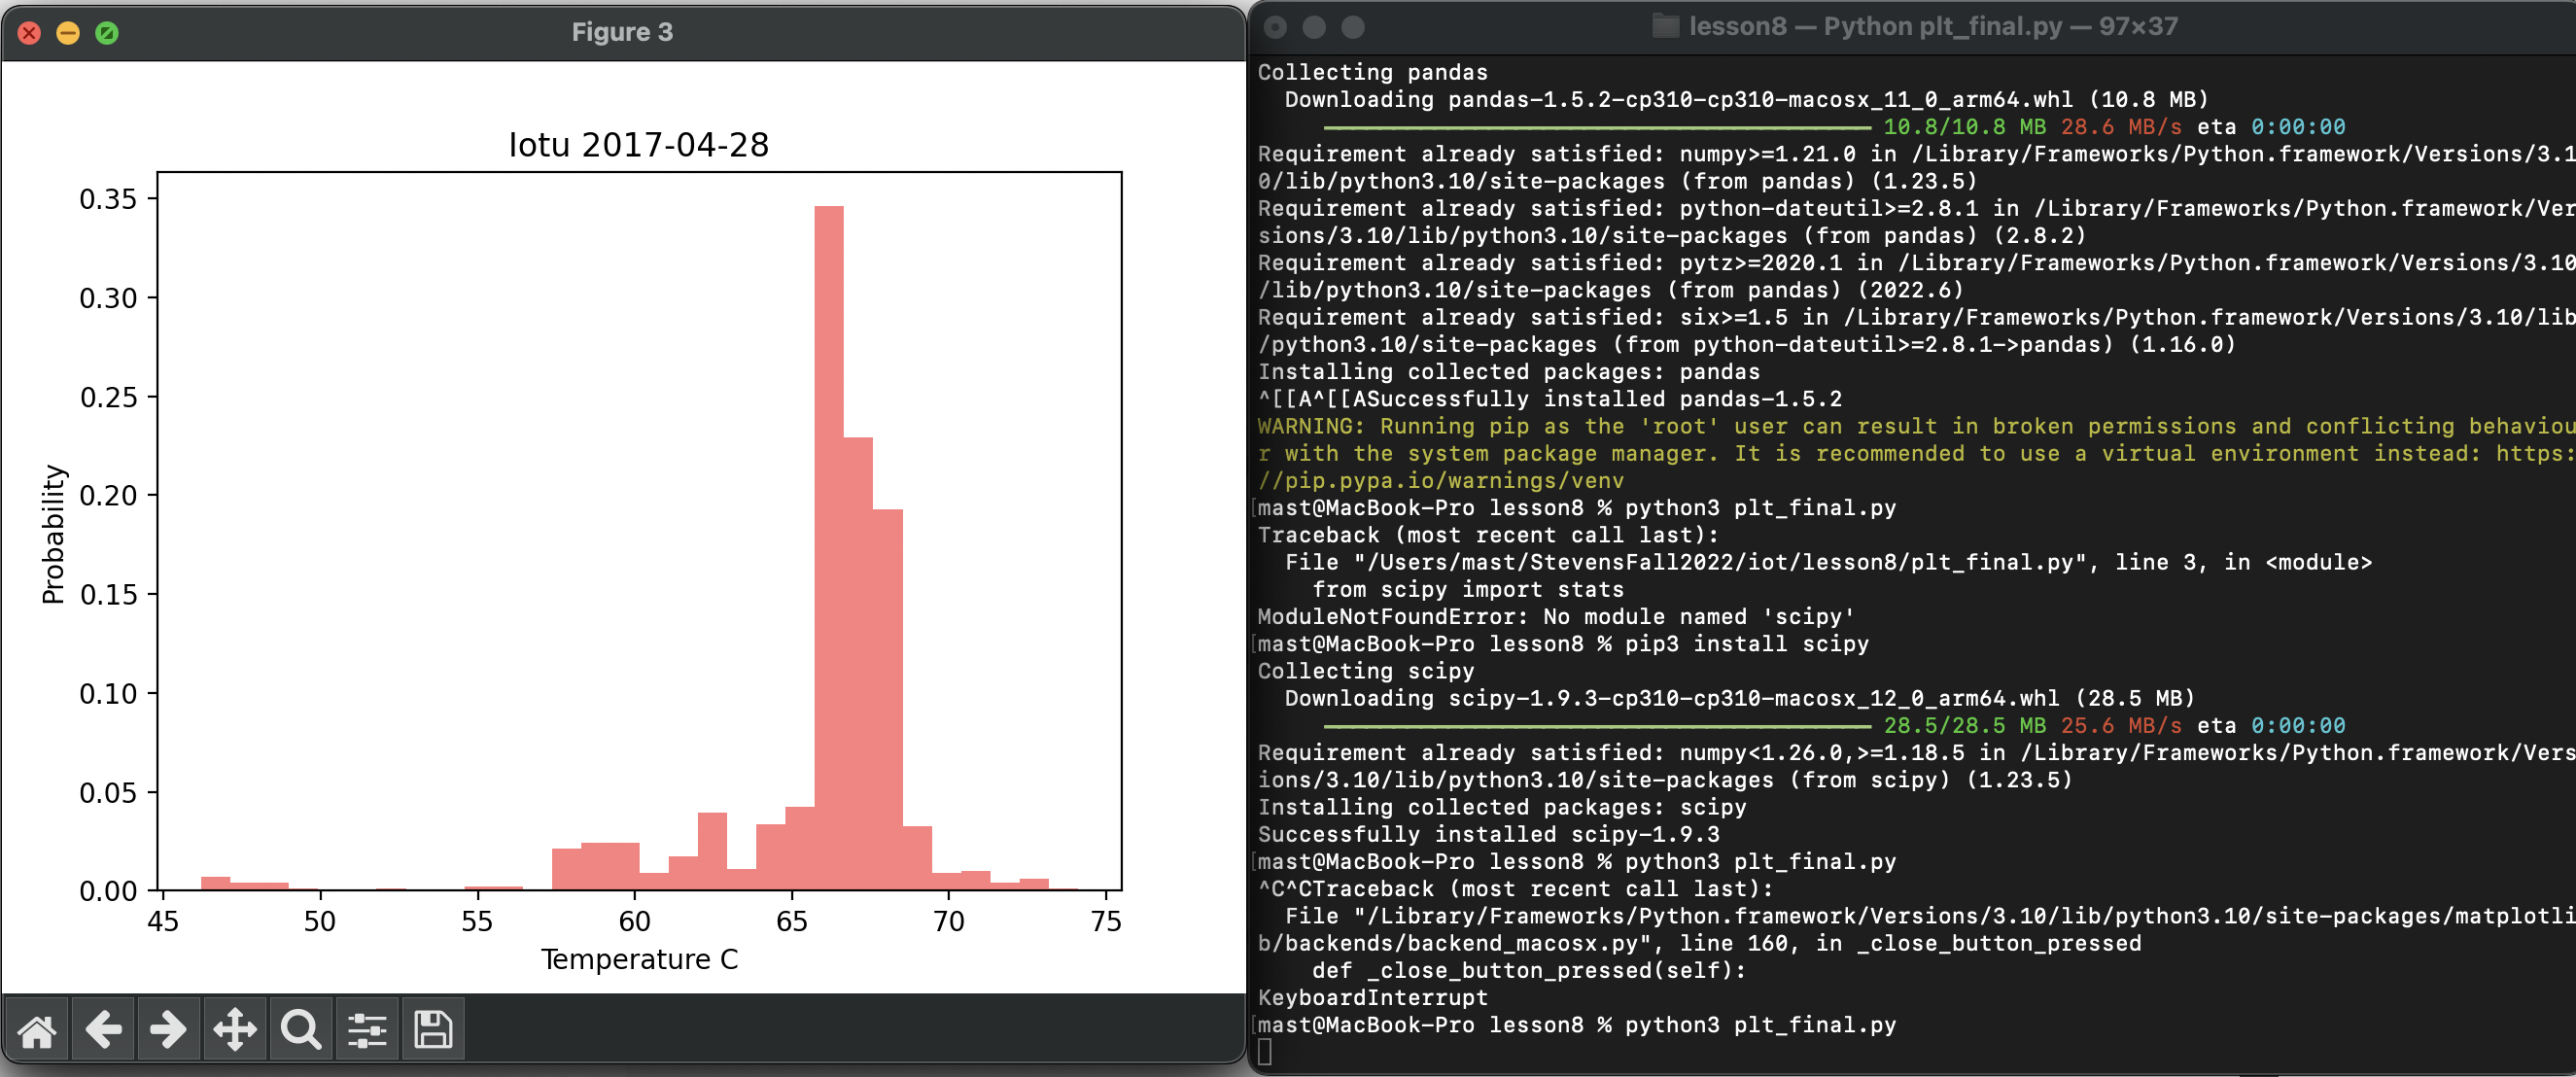 Figure 3
Iotu 2017-04-28
0.35
0.30
0.25
0.20
0.15
0.10
0.05
0.00
Probability
45 50 55 60 65 70 75
Temperature C
lesson8 — Python plt_final.py — 97×37
Collecting pandas
  Downloading pandas-1.5.2-cp310-cp310-macosx_11_0_arm64.whl (10.8 MB)
10.8/10.8 MB 28.6 MB/s eta 0:00:00
Requirement already satisfied: numpy>=1.21.0 in /Library/Frameworks/Python.framework/Versions/3.1
0/lib/python3.10/site-packages (from pandas) (1.23.5)
Requirement already satisfied: python-dateutil>=2.8.1 in /Library/Frameworks/Python.framework/Ver
sions/3.10/lib/python3.10/site-packages (from pandas) (2.8.2)
Requirement already satisfied: pytz>=2020.1 in /Library/Frameworks/Python.framework/Versions/3.10
/lib/python3.10/site-packages (from pandas) (2022.6)
Requirement already satisfied: six>=1.5 in /Library/Frameworks/Python.framework/Versions/3.10/lib
/python3.10/site-packages (from python-dateutil>=2.8.1->pandas) (1.16.0)
Installing collected packages: pandas
^[[A^[[ASuccessfully installed pandas-1.5.2
WARNING: Running pip as the 'root' user can result in broken permissions and conflicting behaviou
r with the system package manager. It is recommended to use a virtual environment instead: https:
//pip.pypa.io/warnings/venv
[mast@MacBook-Pro lesson8 % python3 plt_final.py
Traceback (most recent call last):
  File "/Users/mast/StevensFall2022/iot/lesson8/plt_final.py", line 3, in <module>
    from scipy import stats
ModuleNotFoundError: No module named 'scipy'
[mast@MacBook-Pro lesson8 % pip3 install scipy
Collecting scipy
  Downloading scipy-1.9.3-cp310-cp310-macosx_12_0_arm64.whl (28.5 MB)
28.5/28.5 MB 25.6 MB/s eta 0:00:00
Requirement already satisfied: numpy<1.26.0,>=1.18.5 in /Library/Frameworks/Python.framework/Vers
ions/3.10/lib/python3.10/site-packages (from scipy) (1.23.5)
Installing collected packages: scipy
Successfully installed scipy-1.9.3
[mast@MacBook-Pro lesson8 % python3 plt_final.py
^C^CTraceback (most recent call last):
  File "/Library/Frameworks/Python.framework/Versions/3.10/lib/python3.10/site-packages/matplotli
b/backends/backend_macosx.py", line 160, in _close_button_pressed
    def _close_button_pressed(self):
KeyboardInterrupt
[mast@MacBook-Pro lesson8 % python3 plt_final.py